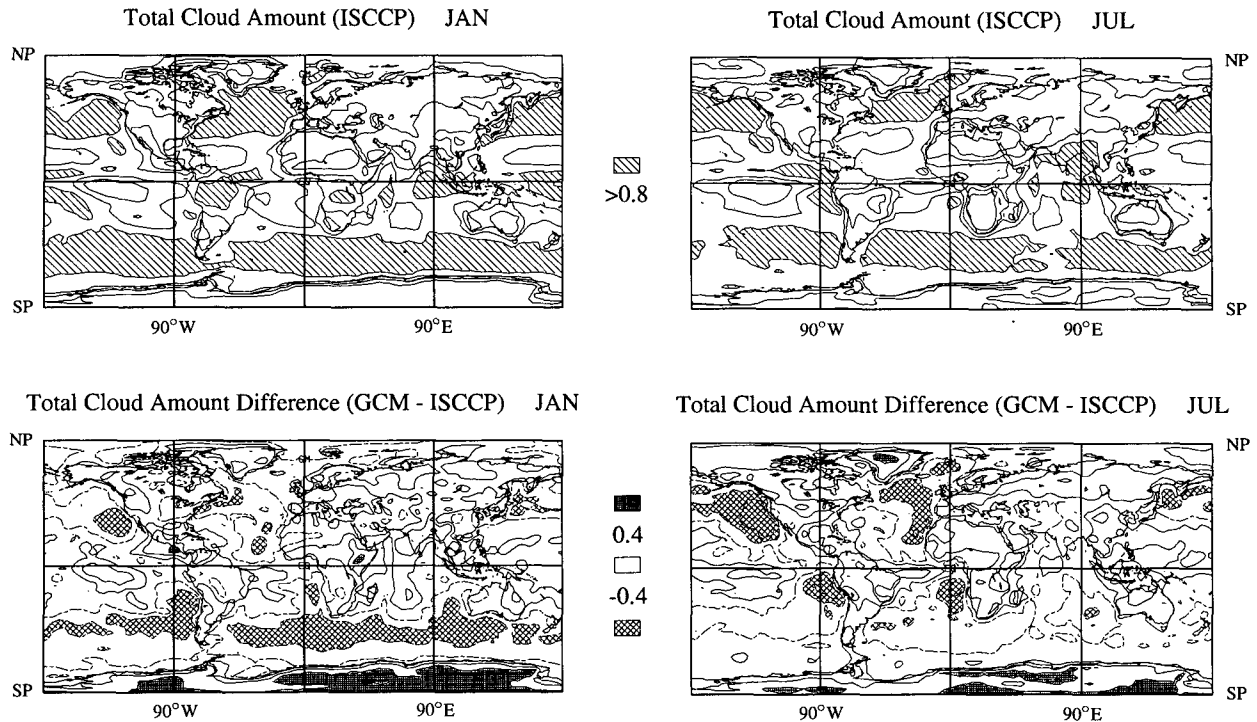 Total Cloud Amount (ISCCP) JAN
NP
SP
90°W
90°E
>0.8
Total Cloud Amount (ISCCP) JUL
NP
SP
90°W
90°E
Total Cloud Amount Difference (GCM - ISCCP) JAN
NP
SP
90°W
90°E
0.4
-0.4
Total Cloud Amount Difference (GCM - ISCCP) JUL
NP
SP
90°W
90°E